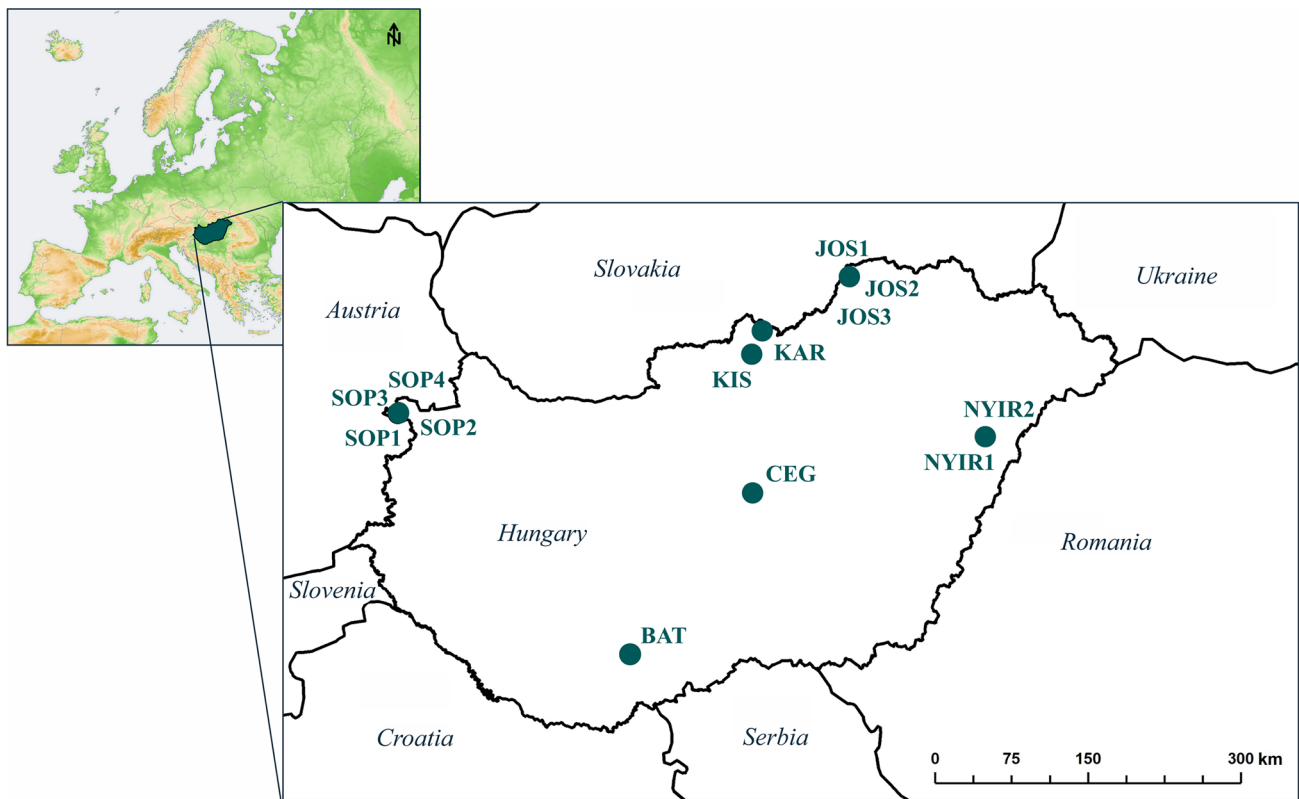 N
JOS1
Slovakia
Ukraine
JOS2
Austria
JOS3
KAR
KIS
SOP4
SOP3
NYIR2
SOP2
SOP1
NYIR1
CEG
Hungary
Romania
Slovenia
BAT
Croatia
Serbia
0 75 150 300 km